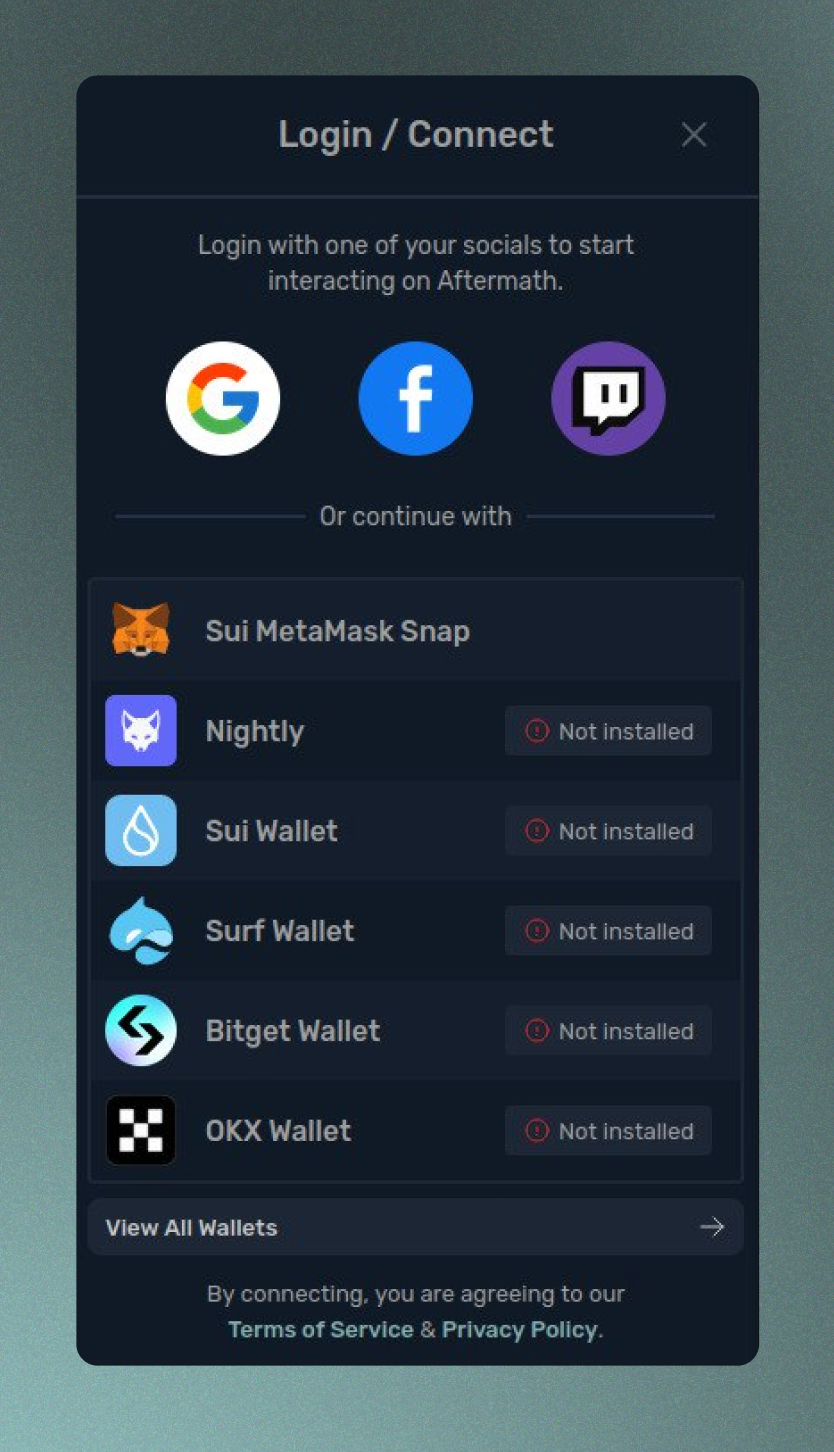 Login / Connect
Login with one of your socials to start
interacting on Aftermath.
Or continue with
Sui MetaMask Snap
Nightly
Not installed
Sui Wallet
Not installed
Surf Wallet
Not installed
Bitget Wallet
Not installed
OKX Wallet
Not installed
View All Wallets
By connecting, you are agreeing to our
Terms of Service & Privacy Policy.